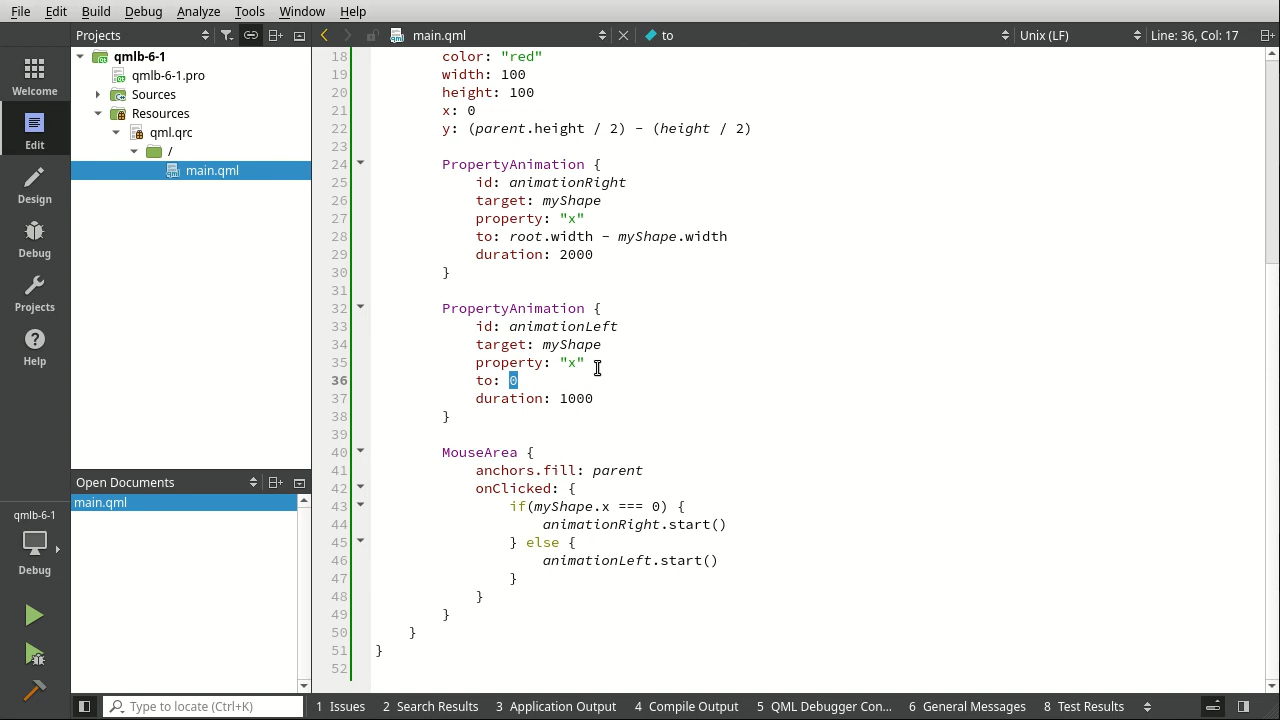 File Edit Build Debug Analyze Tools Window Help
Projects
main.qml
to
Unix (LF)
Line: 36, Col: 17
Welcome
Edit
Design
Debug
Projects
Help
qmlb-6-1
Debug
qmlb-6-1
qmlb-6-1.pro
Sources
Resources
qml.qrc
/
main.qml
Open Documents
main.qml
18 color: "red"
19 width: 100
20 height: 100
21 x: 0
22 y: (parent.height / 2) - (height / 2)
23
24 PropertyAnimation {
25 id: animationRight
26 target: myShape
27 property: "x"
28 to: root.width - myShape.width
29 duration: 2000
30 }
31
32 PropertyAnimation {
33 id: animationLeft
34 target: myShape
35 property: "x"
36 to: 0
37 duration: 1000
38 }
39
40 MouseArea {
41 anchors.fill: parent
42 onClicked: {
43 if(myShape.x === 0) {
44 animationRight.start()
45 } else {
46 animationLeft.start()
47 }
48 }
49 }
50 }
51 }
52
Type to locate (Ctrl+K)
1 Issues 2 Search Results 3 Application Output 4 Compile Output 5 QML Debugger Con... 6 General Messages 8 Test Results